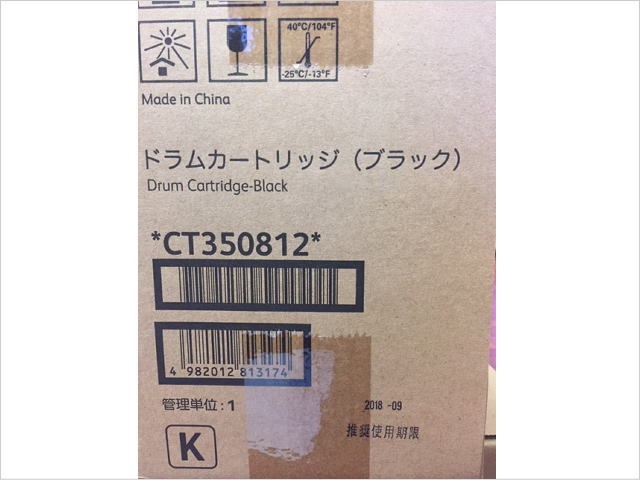 40°C/104°F
-25°C/-13°F
Made in China
ドラムカートリッジ（ブラック）
Drum Cartridge-Black
*CT350812*
4 982012 813174
管理単位:1
2018 -09
推奨使用期限
K